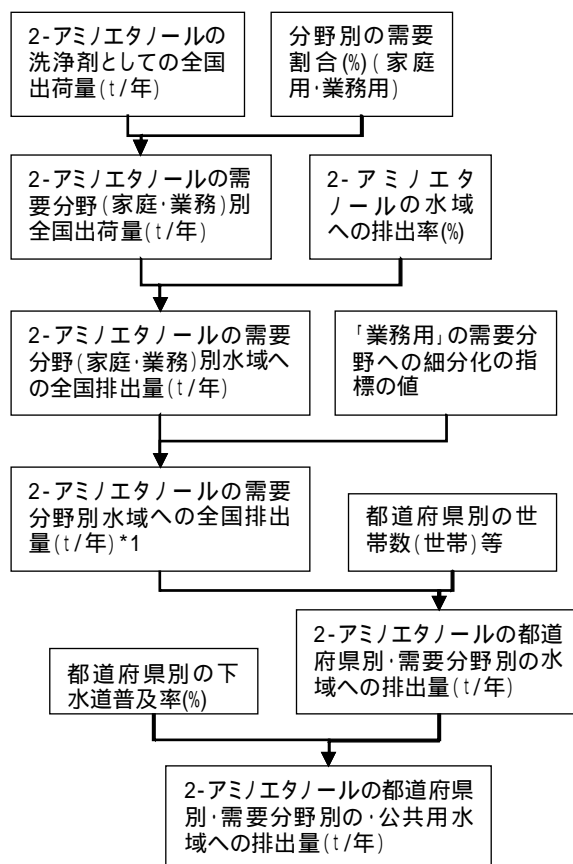 2-アミノエタノールの
洗浄剤としての全国
出荷量(t/年)
分野別の需要
割合(%)(家庭
用・業務用)
2-アミノエタノールの需
要分野(家庭・業務)別
全国出荷量(t/年)
2-アミノエタ
ノールの水域
への排出率(%)
2-アミノエタノールの需要
分野(家庭・業務)別水域へ
の全国排出量(t/年)
「業務用」の需要分
野への細分化の指
標の値
2-アミノエタノールの需要
分野別水域への全国排出
量(t/年)*1
都道府県別の世
帯数(世帯)等
2-アミノエタノールの都道
府県別・需要分野別の水
域への排出量(t/年)
都道府県別の下
水道普及率(%)
2-アミノエタノールの都道府県
別・需要分野別の・公共用水
域への排出量(t/年)